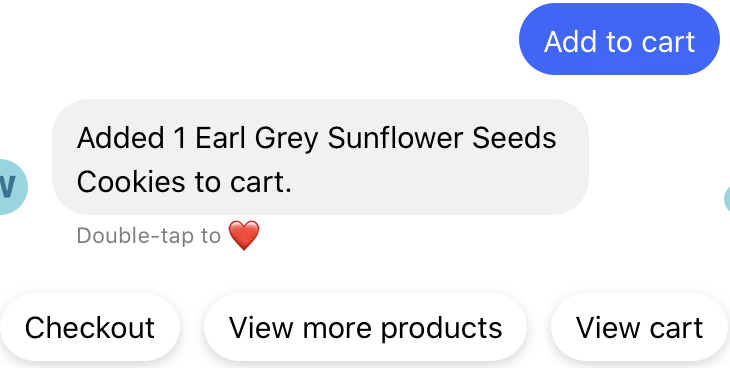 Add to cart
Added 1 Earl Grey Sunflower Seeds
Cookies to cart.
W
Double-tap to ❤️
Checkout
View more products
View cart